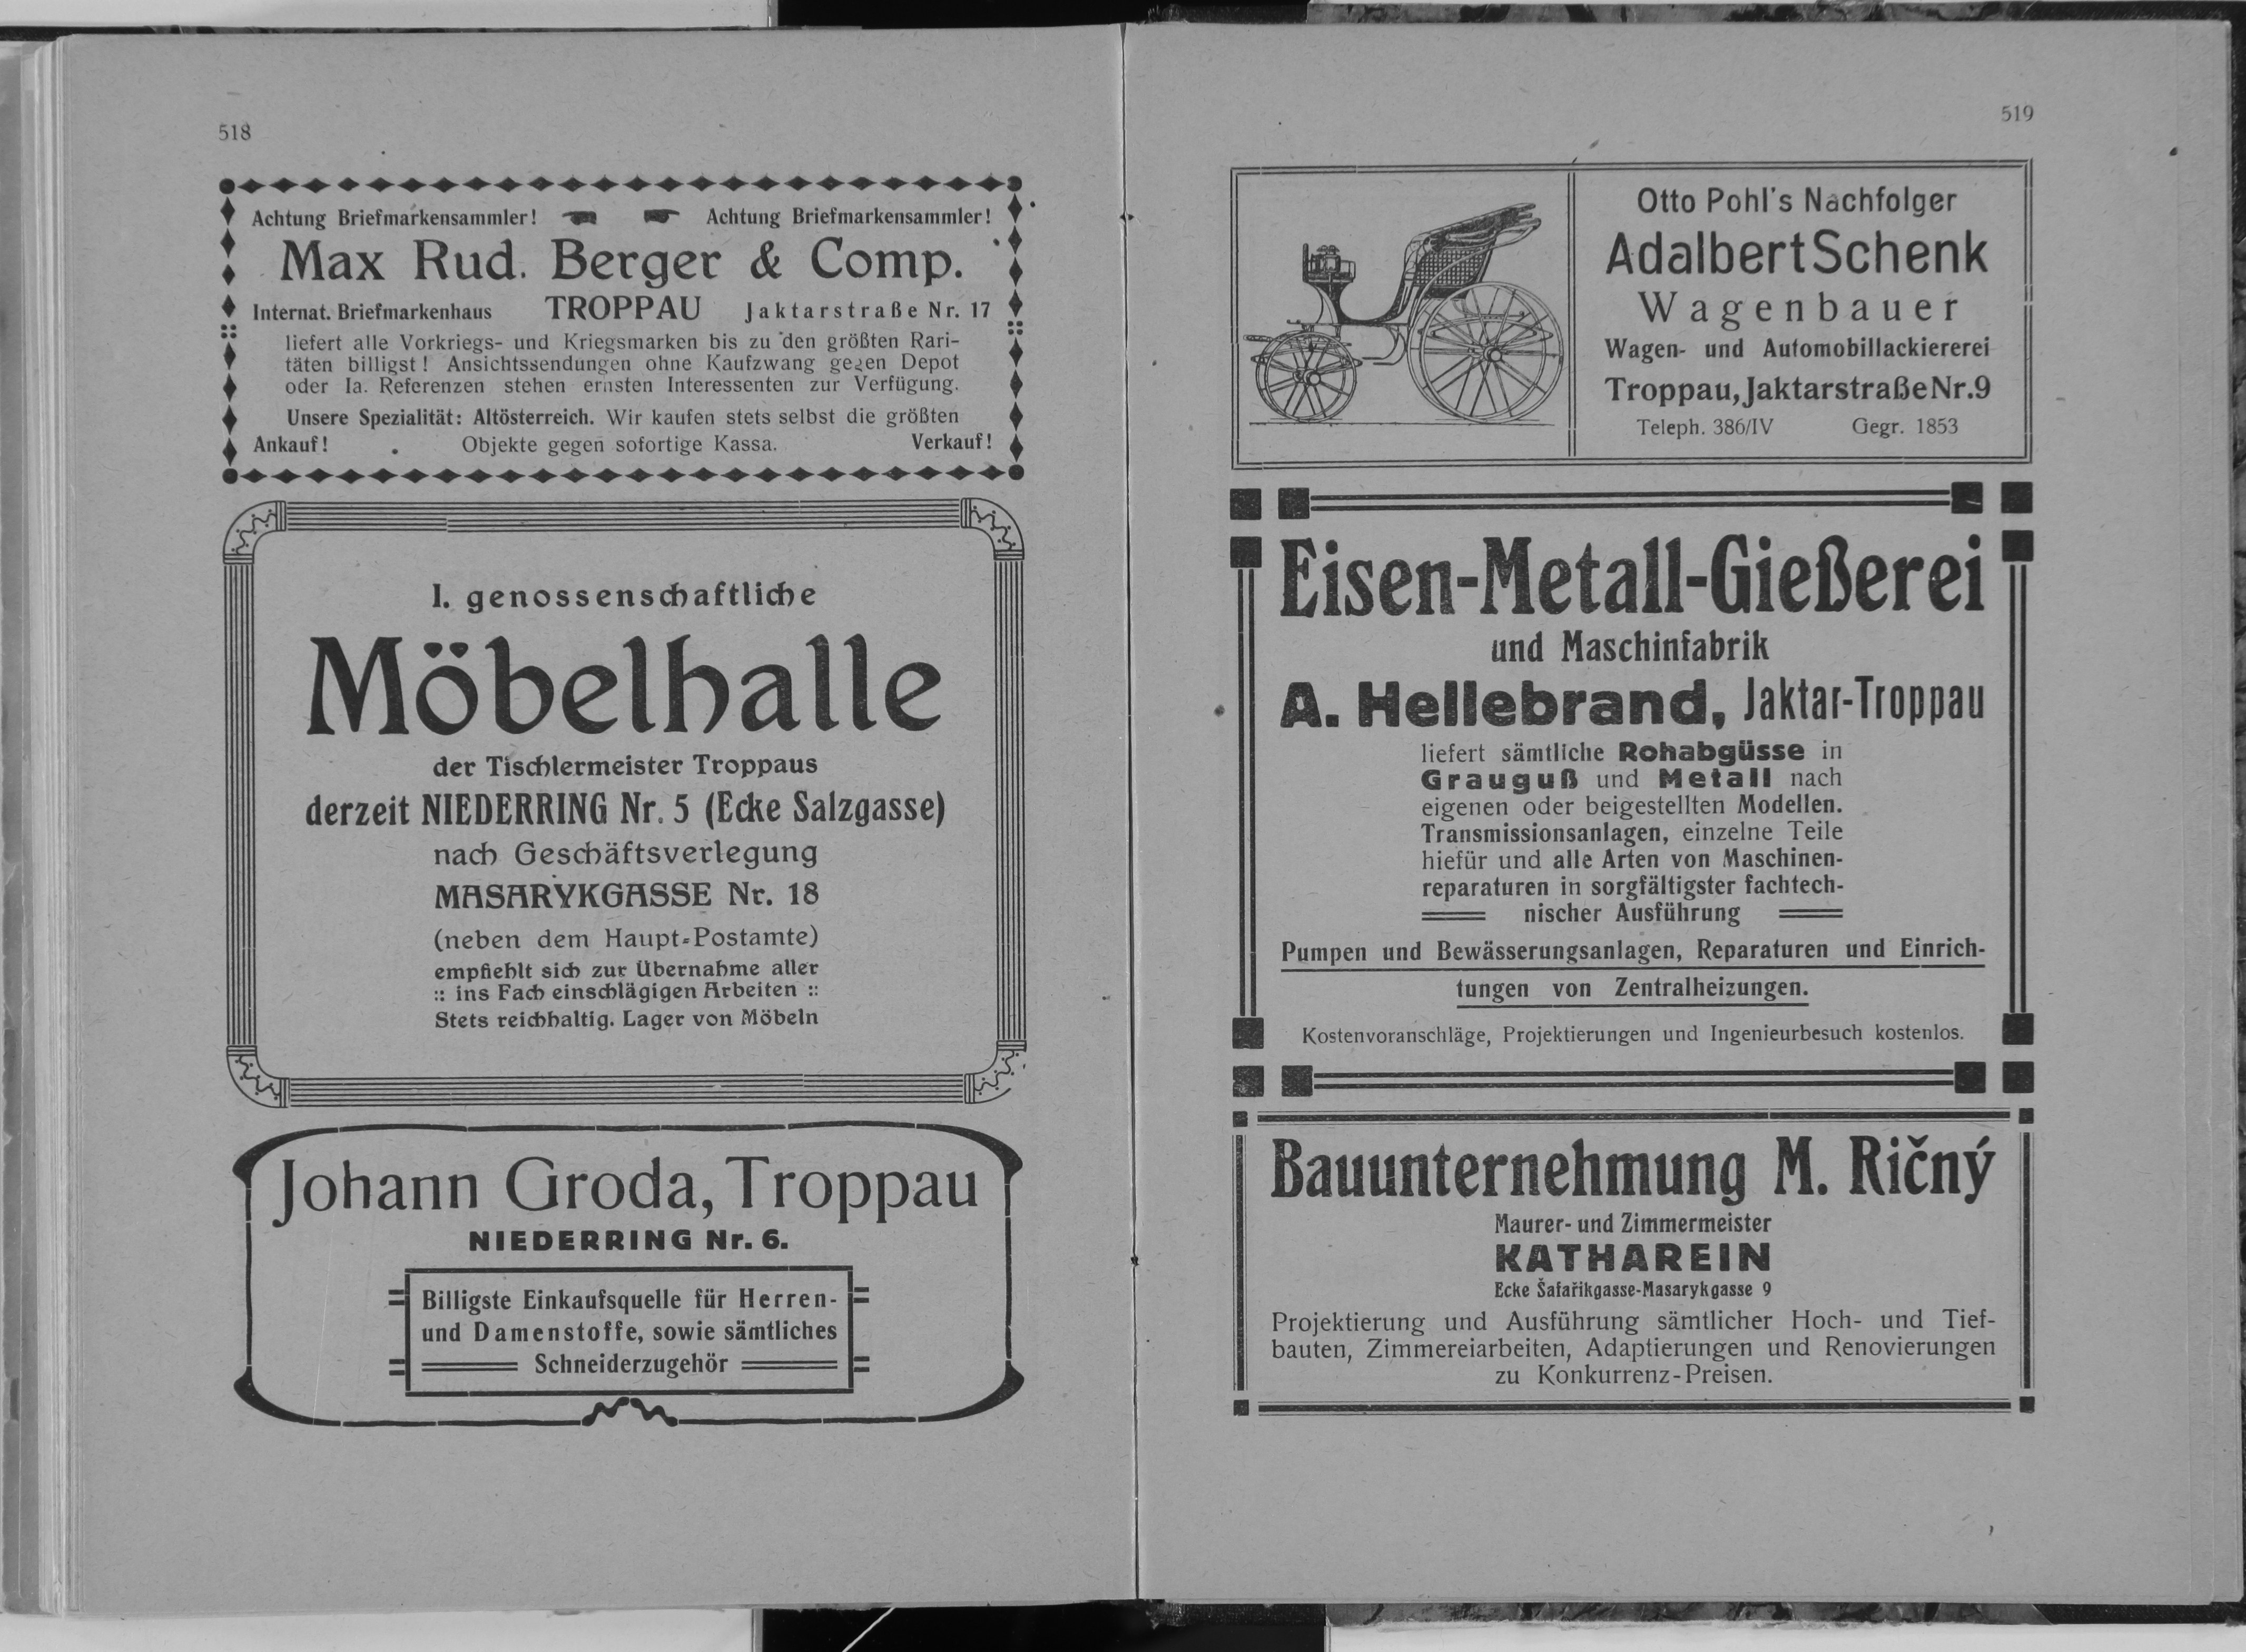 518
Achtung Briefmarkensammler! Achtung Briefmarkensammler!
Max Rud. Berger & Comp.
Internat. Briefmarkenhaus TROPPAU Jaktarstraße Nr. 17
liefert alle Vorkriegs- und Kriegsmarken bis zu den größten Rari-
täten billigst! Ansichtssendungen ohne Kaufzwang gegen Depot
oder Ia. Referenzen stehen ernsten Interessenten zur Verfügung.
Unsere Spezialität: Altösterreich. Wir kaufen stets selbst die größten
Ankauf! Objekte gegen sofortige Kassa. Verkauf!
I. genossenschaftliche
Möbelhalle
der Tischlermeister Troppaus
derzeit NIEDERRING Nr. 5 (Ecke Salzgasse)
nach Geschäftsverlegung
MASARYKGASSE Nr. 18
(neben dem Haupt-Postamte)
empfiehlt sich zur Übernahme aller
:: ins Fach einschlägigen Arbeiten ::
Stets reichhaltig. Lager von Möbeln
Johann Groda, Troppau
NIEDERRING Nr. 6.
Billigste Einkaufsquelle für Herren-
und Damenstoffe, sowie sämtliches
Schneiderzugehör
519
Otto Pohl's Nachfolger
Adalbert Schenk
Wagenbauer
Wagen- und Automobillackiererei
Troppau, Jaktarstraße Nr. 9
Teleph. 386/IV Gegr. 1853
Eisen-Metall-Gießerei
und Maschinfabrik
A. Hellebrand, Jaktar-Troppau
liefert sämtliche Rohabgüsse in
Grauguß und Metall nach
eigenen oder beigestellten Modellen.
Transmissionsanlagen, einzelne Teile
hiefür und alle Arten von Maschinen-
reparaturen in sorgfältigster fachtech-
nischer Ausführung
Pumpen und Bewässerungsanlagen, Reparaturen und Einrich-
tungen von Zentralheizungen.
Kostenvoranschläge, Projektierungen und Ingenieurbesuch kostenlos.
Bauunternehmung M. Ričný
Maurer- und Zimmermeister
KATHAREIN
Ecke Šafařikgasse-Masarykgasse 9
Projektierung und Ausführung sämtlicher Hoch- und Tief-
bauten, Zimmereiarbeiten, Adaptierungen und Renovierungen
zu Konkurrenz-Preisen.